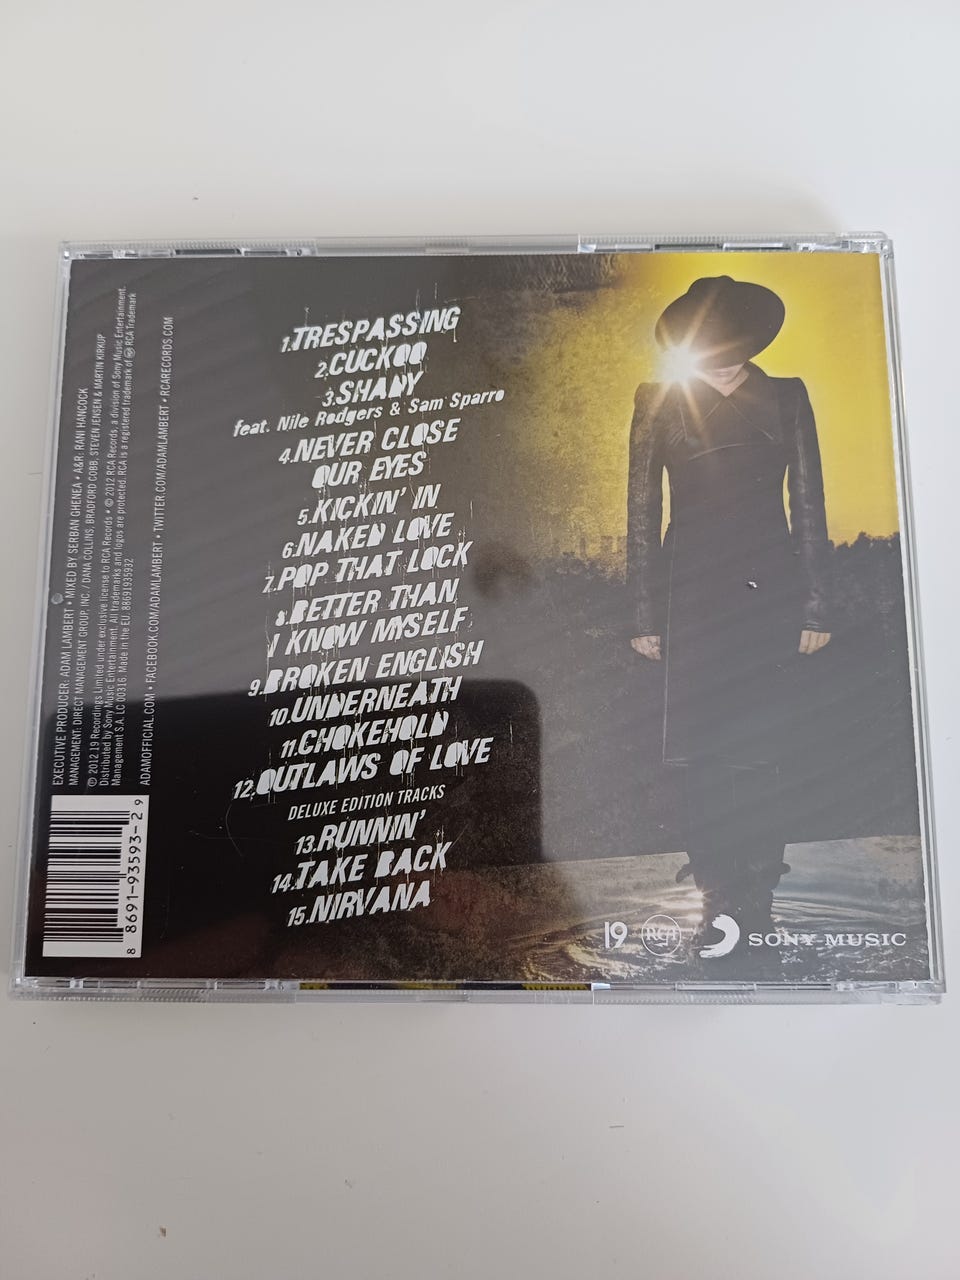 1.TRESPASSING
2.CUCKOO
3.SHADY
feat. Nile Rodgers & Sam Sparro
4.NEVER CLOSE
OUR EYES
5.KICKIN' IN
6.NAKED LOVE
7.POP THAT LOCK
8.BETTER THAN
I KNOW MYSELF
9.BROKEN ENGLISH
10.UNDERNEATH
11.CHOKEHOLD
12.OUTLAWS OF LOVE
DELUXE EDITION TRACKS
13.RUNNIN'
14.TAKE BACK
15.NIRVANA
EXECUTIVE PRODUCER: ADAM LAMBERT • MIXED BY SERBAN GHENEA • A&R: RANI HANCOCK
MANAGEMENT: DIRECT MANAGEMENT GROUP, INC. / DANA COLLINS, BRADFORD COBB, STEVEN JENSEN & MARTIN KIRKUP
℗ 2012 19 Recordings Limited under exclusive license to RCA Records • © 2012 RCA Records, a division of Sony Music Entertainment.
Distributed by Sony Music Entertainment. All trademarks and logos are protected. RCA is a registered trademark of RCA Trademark
Management S.A. LC 00316. Made in the EU. 88691935932
ADAMOFFICIAL.COM • FACEBOOK.COM/ADAMLAMBERT • TWITTER.COM/ADAMLAMBERT • RCARECORDS.COM
8 8691-93593-2 9
19
RCA
SONY MUSIC